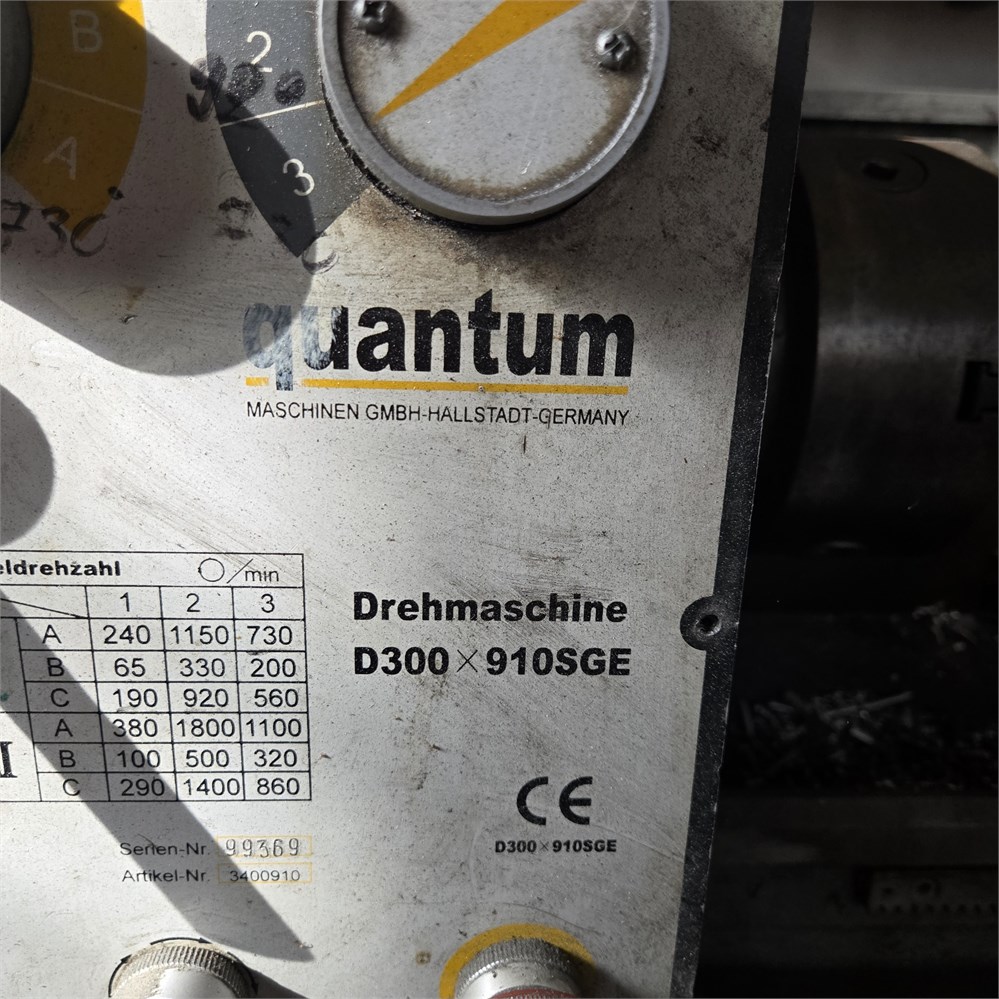 B
A
2
3
quantum
MASCHINEN GMBH-HALLSTADT-GERMANY
eldrehzahl /min
1 2 3
A 240 1150 730
B 65 330 200
C 190 920 560
A 380 1800 1100
B 100 500 320
C 290 1400 860
Drehmaschine
D300×910SGE
CE
D300×910SGE
Serien-Nr. 99369
Artikel-Nr. 3400910